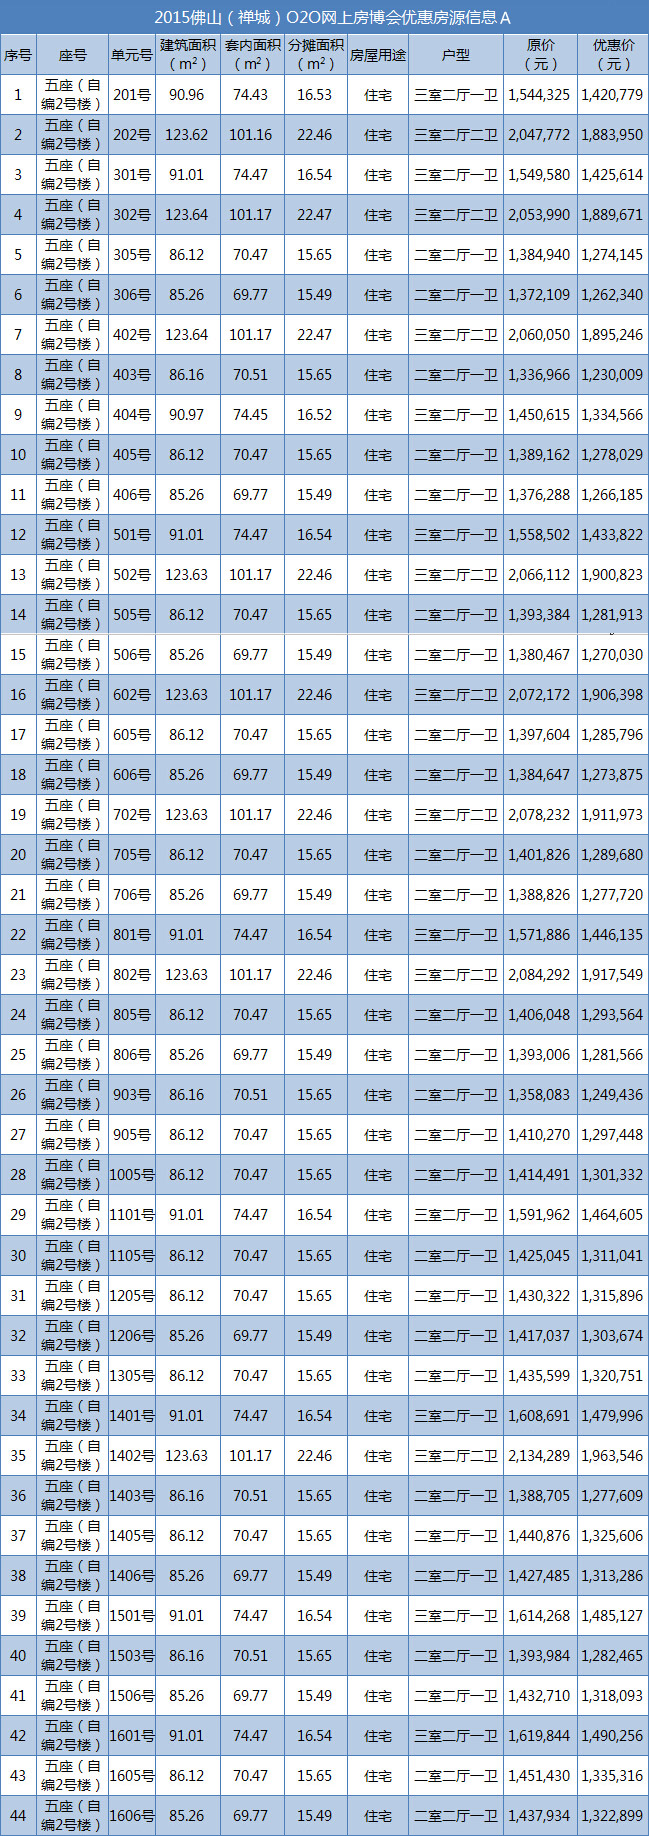 2015佛山（禅城）O2O网上房博会优惠房源信息A
序号 座号 单元号 建筑面积（m²） 套内面积（m²） 分摊面积（m²） 房屋用途 户型 原价（元） 优惠价（元）
1 五座（自编2号楼） 201号 90.96 74.43 16.53 住宅 三室二厅一卫 1,544,325 1,420,779
2 五座（自编2号楼） 202号 123.62 101.16 22.46 住宅 三室二厅二卫 2,047,772 1,883,950
3 五座（自编2号楼） 301号 91.01 74.47 16.54 住宅 三室二厅一卫 1,549,580 1,425,614
4 五座（自编2号楼） 302号 123.64 101.17 22.47 住宅 三室二厅二卫 2,053,990 1,889,671
5 五座（自编2号楼） 305号 86.12 70.47 15.65 住宅 二室二厅一卫 1,384,940 1,274,145
6 五座（自编2号楼） 306号 85.26 69.77 15.49 住宅 二室二厅一卫 1,372,109 1,262,340
7 五座（自编2号楼） 402号 123.64 101.17 22.47 住宅 三室二厅二卫 2,060,050 1,895,246
8 五座（自编2号楼） 403号 86.16 70.51 15.65 住宅 二室二厅一卫 1,336,966 1,230,009
9 五座（自编2号楼） 404号 90.97 74.45 16.52 住宅 三室二厅一卫 1,450,615 1,334,566
10 五座（自编2号楼） 405号 86.12 70.47 15.65 住宅 二室二厅一卫 1,389,162 1,278,029
11 五座（自编2号楼） 406号 85.26 69.77 15.49 住宅 二室二厅一卫 1,376,288 1,266,185
12 五座（自编2号楼） 501号 91.01 74.47 16.54 住宅 三室二厅一卫 1,558,502 1,433,822
13 五座（自编2号楼） 502号 123.63 101.17 22.46 住宅 三室二厅二卫 2,066,112 1,900,823
14 五座（自编2号楼） 505号 86.12 70.47 15.65 住宅 二室二厅一卫 1,393,384 1,281,913
15 五座（自编2号楼） 506号 85.26 69.77 15.49 住宅 二室二厅一卫 1,380,467 1,270,030
16 五座（自编2号楼） 602号 123.63 101.17 22.46 住宅 三室二厅二卫 2,072,172 1,906,398
17 五座（自编2号楼） 605号 86.12 70.47 15.65 住宅 二室二厅一卫 1,397,604 1,285,796
18 五座（自编2号楼） 606号 85.26 69.77 15.49 住宅 二室二厅一卫 1,384,647 1,273,875
19 五座（自编2号楼） 702号 123.63 101.17 22.46 住宅 三室二厅二卫 2,078,232 1,911,973
20 五座（自编2号楼） 705号 86.12 70.47 15.65 住宅 二室二厅一卫 1,401,826 1,289,680
21 五座（自编2号楼） 706号 85.26 69.77 15.49 住宅 二室二厅一卫 1,388,826 1,277,720
22 五座（自编2号楼） 801号 91.01 74.47 16.54 住宅 三室二厅一卫 1,571,886 1,446,135
23 五座（自编2号楼） 802号 123.63 101.17 22.46 住宅 三室二厅二卫 2,084,292 1,917,549
24 五座（自编2号楼） 805号 86.12 70.47 15.65 住宅 二室二厅一卫 1,406,048 1,293,564
25 五座（自编2号楼） 806号 85.26 69.77 15.49 住宅 二室二厅一卫 1,393,006 1,281,566
26 五座（自编2号楼） 903号 86.16 70.51 15.65 住宅 二室二厅一卫 1,358,083 1,249,436
27 五座（自编2号楼） 905号 86.12 70.47 15.65 住宅 二室二厅一卫 1,410,270 1,297,448
28 五座（自编2号楼） 1005号 86.12 70.47 15.65 住宅 二室二厅一卫 1,414,491 1,301,332
29 五座（自编2号楼） 1101号 91.01 74.47 16.54 住宅 三室二厅一卫 1,591,962 1,464,605
30 五座（自编2号楼） 1105号 86.12 70.47 15.65 住宅 二室二厅一卫 1,425,045 1,311,041
31 五座（自编2号楼） 1205号 86.12 70.47 15.65 住宅 二室二厅一卫 1,430,322 1,315,896
32 五座（自编2号楼） 1206号 85.26 69.77 15.49 住宅 二室二厅一卫 1,417,037 1,303,674
33 五座（自编2号楼） 1305号 86.12 70.47 15.65 住宅 二室二厅一卫 1,435,599 1,320,751
34 五座（自编2号楼） 1401号 91.01 74.47 16.54 住宅 三室二厅一卫 1,608,691 1,479,996
35 五座（自编2号楼） 1402号 123.63 101.17 22.46 住宅 三室二厅二卫 2,134,289 1,963,546
36 五座（自编2号楼） 1403号 86.16 70.51 15.65 住宅 二室二厅一卫 1,388,705 1,277,609
37 五座（自编2号楼） 1405号 86.12 70.47 15.65 住宅 二室二厅一卫 1,440,876 1,325,606
38 五座（自编2号楼） 1406号 85.26 69.77 15.49 住宅 二室二厅一卫 1,427,485 1,313,286
39 五座（自编2号楼） 1501号 91.01 74.47 16.54 住宅 三室二厅一卫 1,614,268 1,485,127
40 五座（自编2号楼） 1503号 86.16 70.51 15.65 住宅 二室二厅一卫 1,393,984 1,282,465
41 五座（自编2号楼） 1506号 85.26 69.77 15.49 住宅 二室二厅一卫 1,432,710 1,318,093
42 五座（自编2号楼） 1601号 91.01 74.47 16.54 住宅 三室二厅一卫 1,619,844 1,490,256
43 五座（自编2号楼） 1605号 86.12 70.47 15.65 住宅 二室二厅一卫 1,451,430 1,335,316
44 五座（自编2号楼） 1606号 85.26 69.77 15.49 住宅 二室二厅一卫 1,437,934 1,322,899